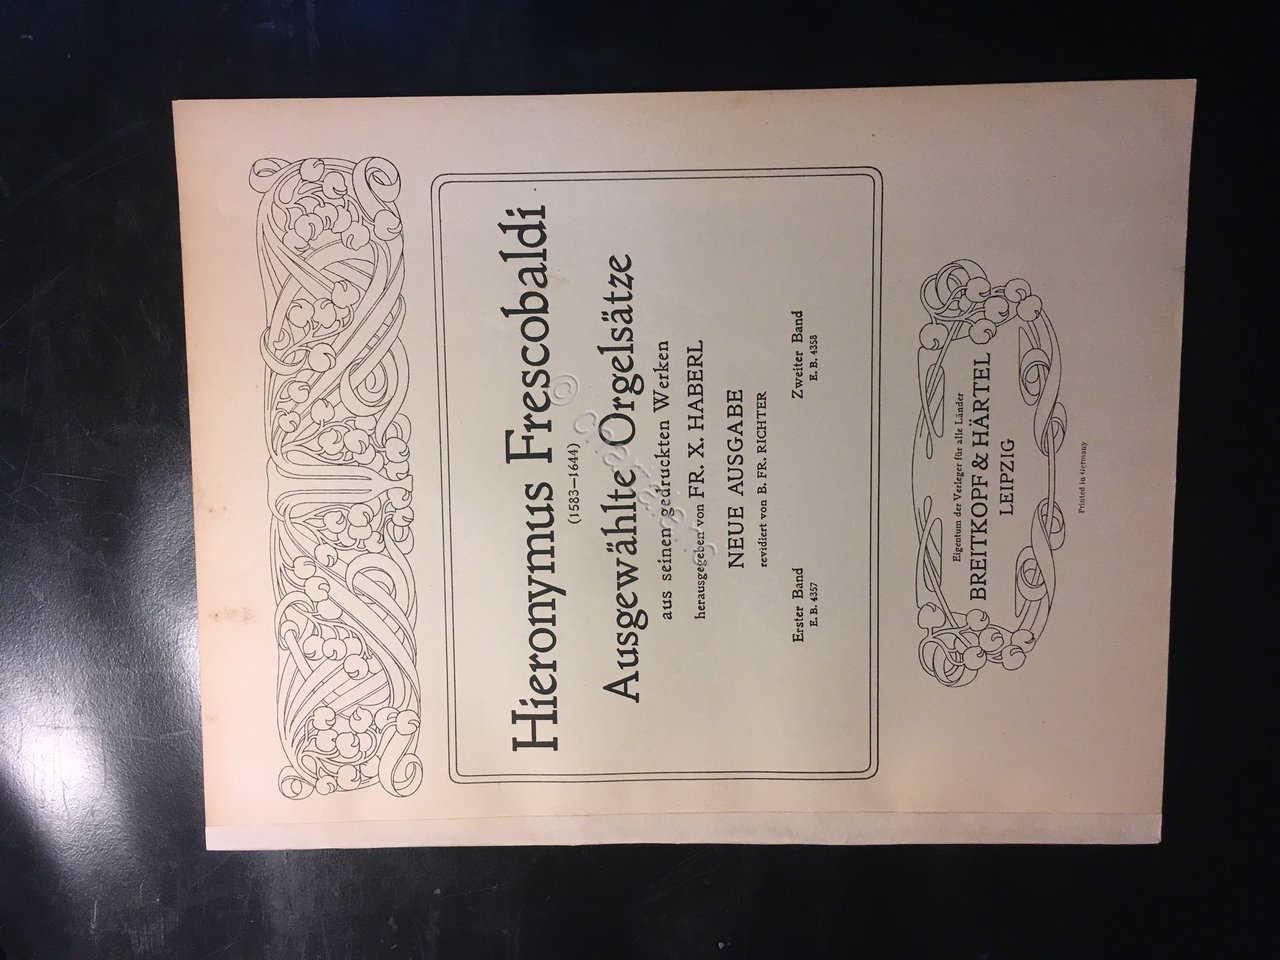 Hieronymus Frescobaldi
(1583—1644)
Ausgewählte Orgelsätze
aus seinen gedruckten Werken
herausgegeben von FR. X. HABERL
NEUE AUSGABE
revidiert von B. FR. RICHTER
Erster Band
E. B. 4357
Zweiter Band
E. B. 4358
Eigentum der Verleger für alle Länder
BREITKOPF & HÄRTEL
LEIPZIG
Printed in Germany